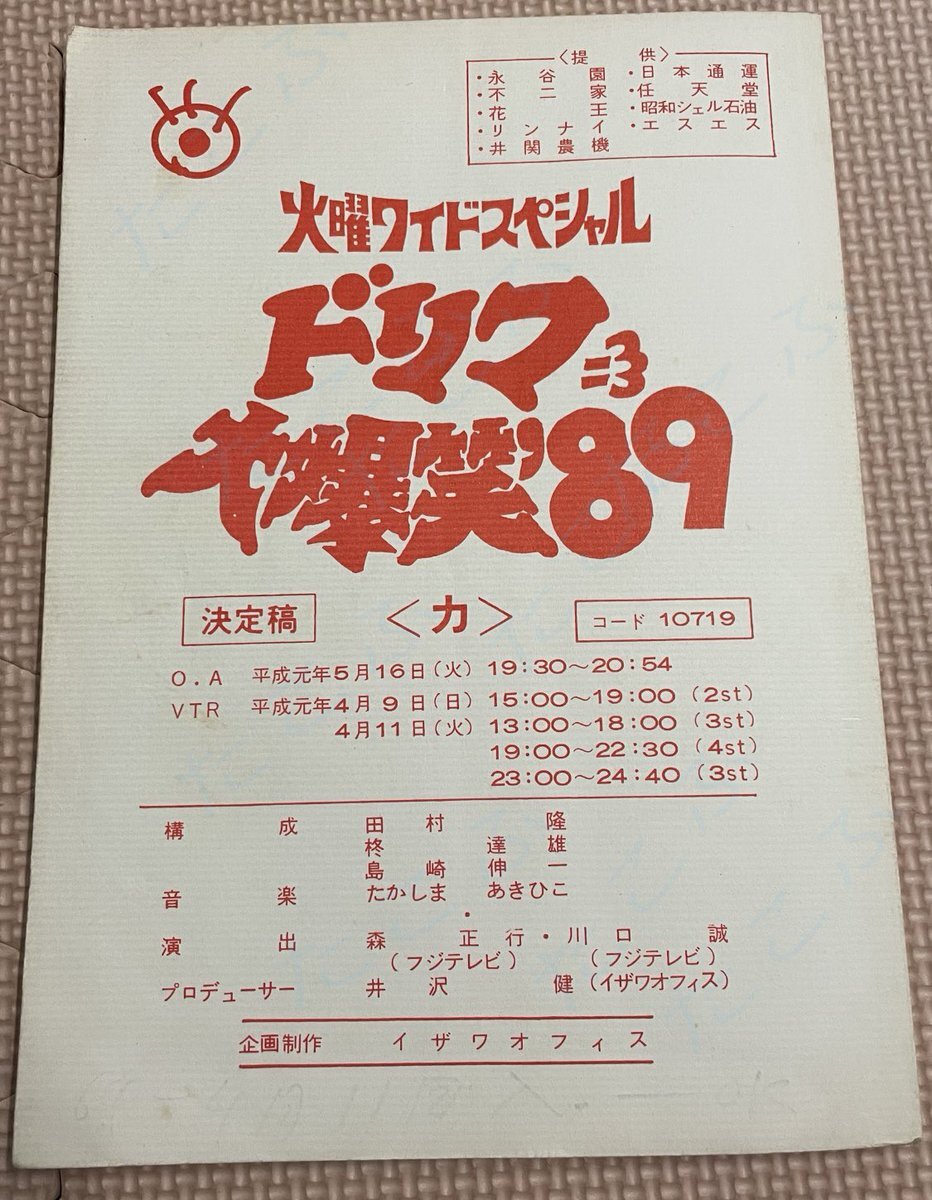 〈提供〉
・永谷園 ・日本通運
・不二家 ・任天堂
・花王 ・昭和シェル石油
・リンナイ ・エスエス
・井関農機
火曜ワイドスペシャル
ドリフ
大爆笑'89
決定稿 〈力〉 コード 10719
O.A 平成元年5月16日(火) 19:30〜20:54
VTR 平成元年4月9日(日) 15:00〜19:00 (2st)
4月11日(火) 13:00〜18:00 (3st)
19:00〜22:30 (4st)
23:00〜24:40 (3st)
構成 田村隆
柊達雄
島崎伸一
音楽 たかしまあきひこ
演出 森正行・川口誠
(フジテレビ) (フジテレビ)
プロデューサー 井沢健(イザワオフィス)
企画制作 イザワオフィス